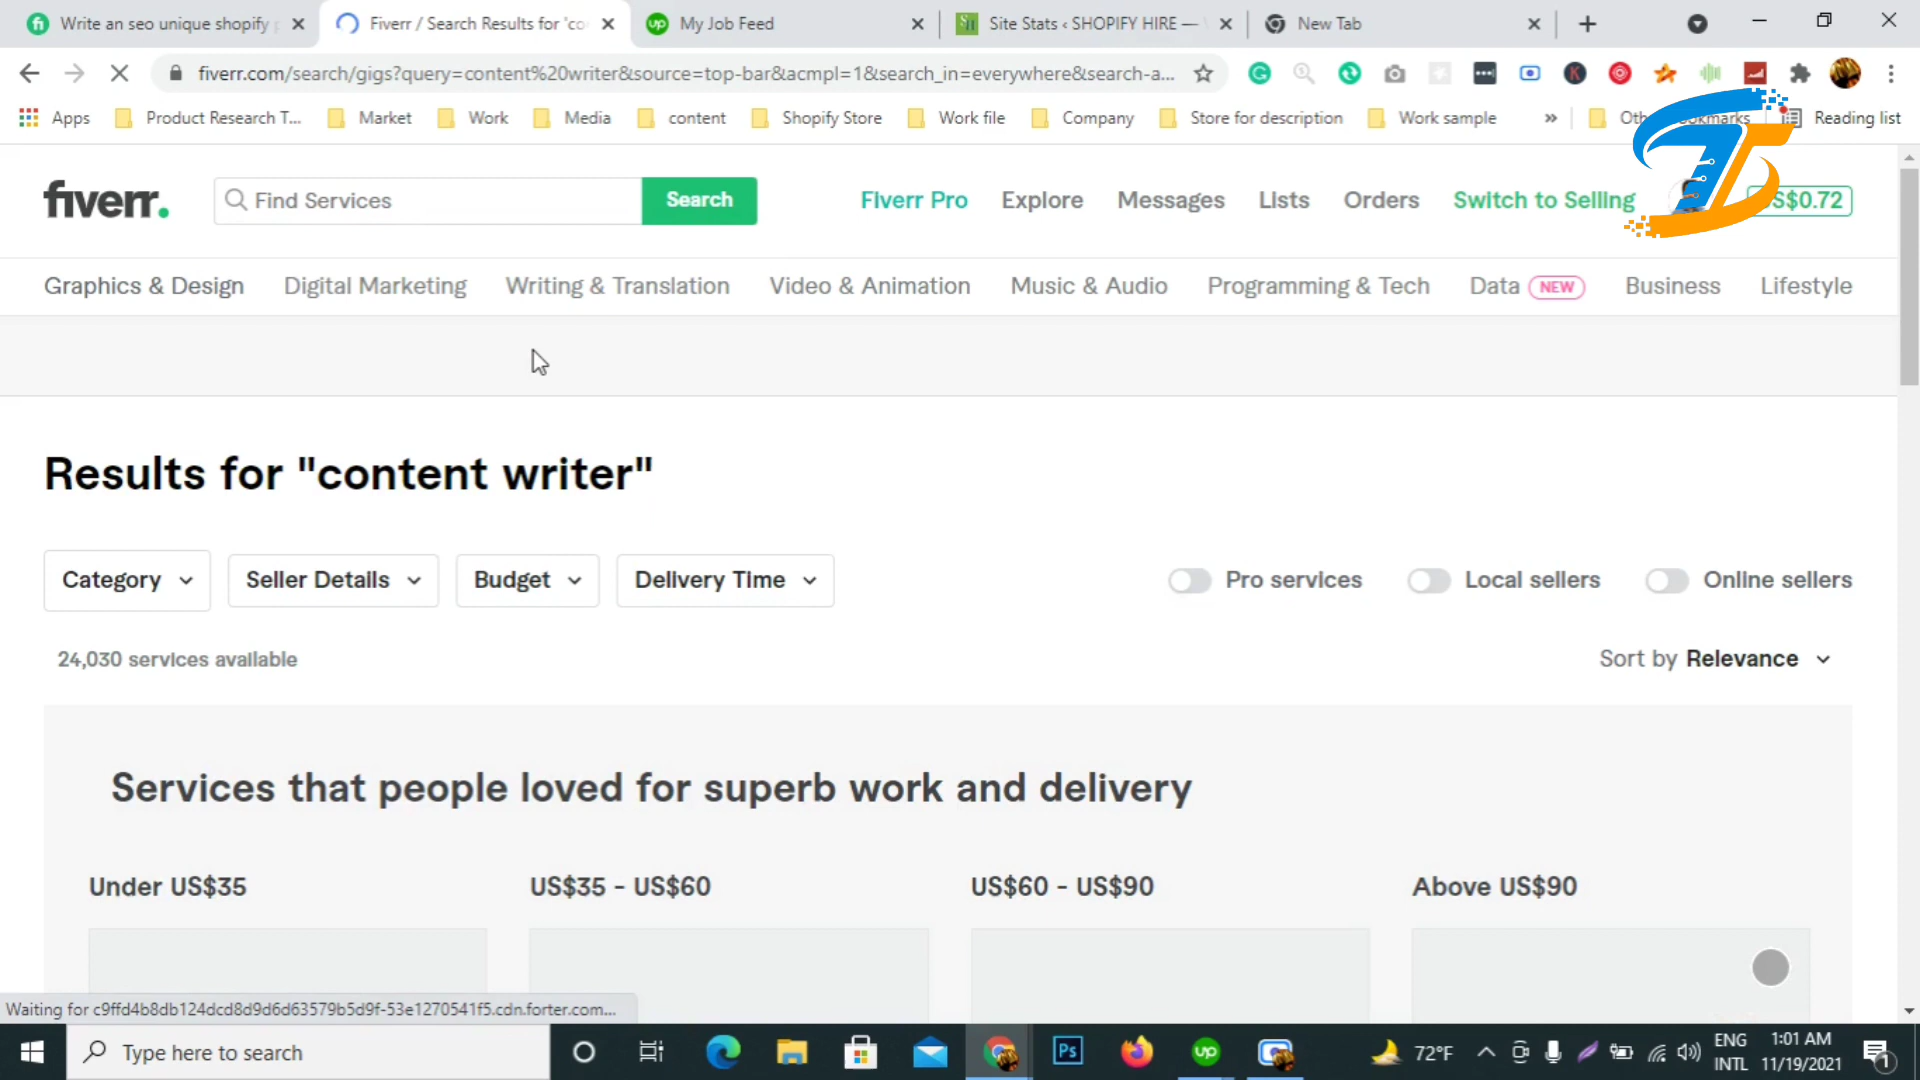 Write an seo unique shopify
Fiverr / Search Results for 'co
My Job Feed
Site Stats ‹ SHOPIFY HIRE —
New Tab
fiverr.com/search/gigs?query=content%20writer&source=top-bar&acmpl=1&search_in=everywhere&search-a...
Apps
Product Research T...
Market
Work
Media
content
Shopify Store
Work file
Company
Store for description
Work sample
»
Reading list
fiverr.
Find Services
Search
Fiverr Pro
Explore
Messages
Lists
Orders
Switch to Selling
S$0.72
Graphics & Design
Digital Marketing
Writing & Translation
Video & Animation
Music & Audio
Programming & Tech
Data NEW
Business
Lifestyle
Results for "content writer"
Category
Seller Details
Budget
Delivery Time
Pro services
Local sellers
Online sellers
24,030 services available
Sort by Relevance
Services that people loved for superb work and delivery
Under US$35
US$35 - US$60
US$60 - US$90
Above US$90
Waiting for c9ffd4b8db124dcd8d9d6d63579b5d9f-53e1270541f5.cdn.forter.com...
Type here to search
Ps
up
72°F
ENG
INTL
1:01 AM
11/19/2021
1